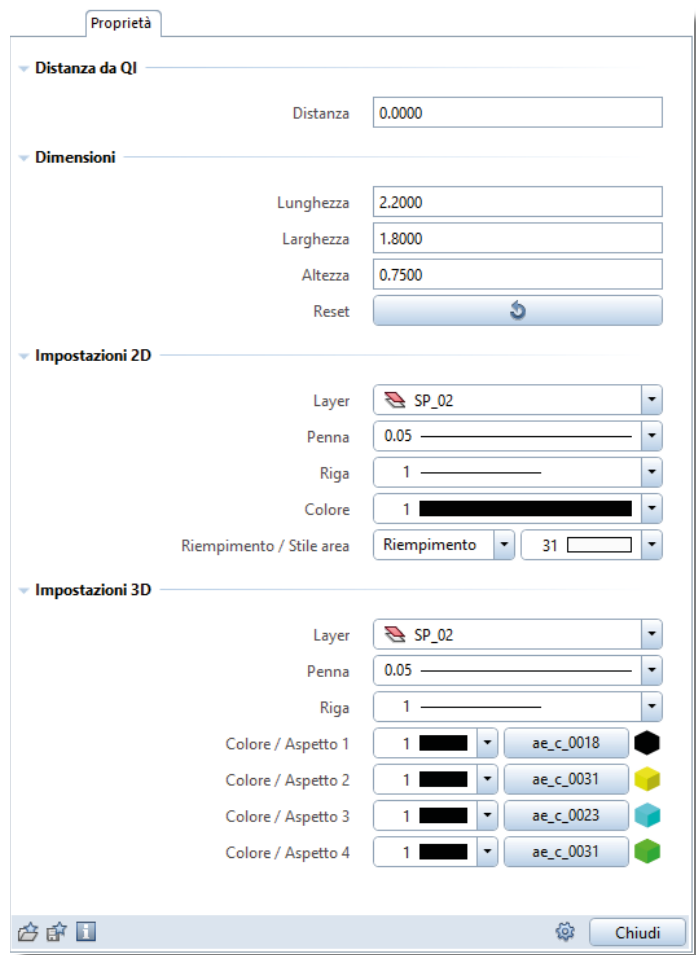 Proprietà
Distanza da QI
Distanza 0.0000
Dimensioni
Lunghezza 2.2000
Larghezza 1.8000
Altezza 0.7500
Reset
Impostazioni 2D
Layer SP_02
Penna 0.05
Riga 1
Colore 1
Riempimento / Stile area Riempimento 31
Impostazioni 3D
Layer SP_02
Penna 0.05
Riga 1
Colore / Aspetto 1 1 ae_c_0018
Colore / Aspetto 2 1 ae_c_0031
Colore / Aspetto 3 1 ae_c_0023
Colore / Aspetto 4 1 ae_c_0031
Chiudi